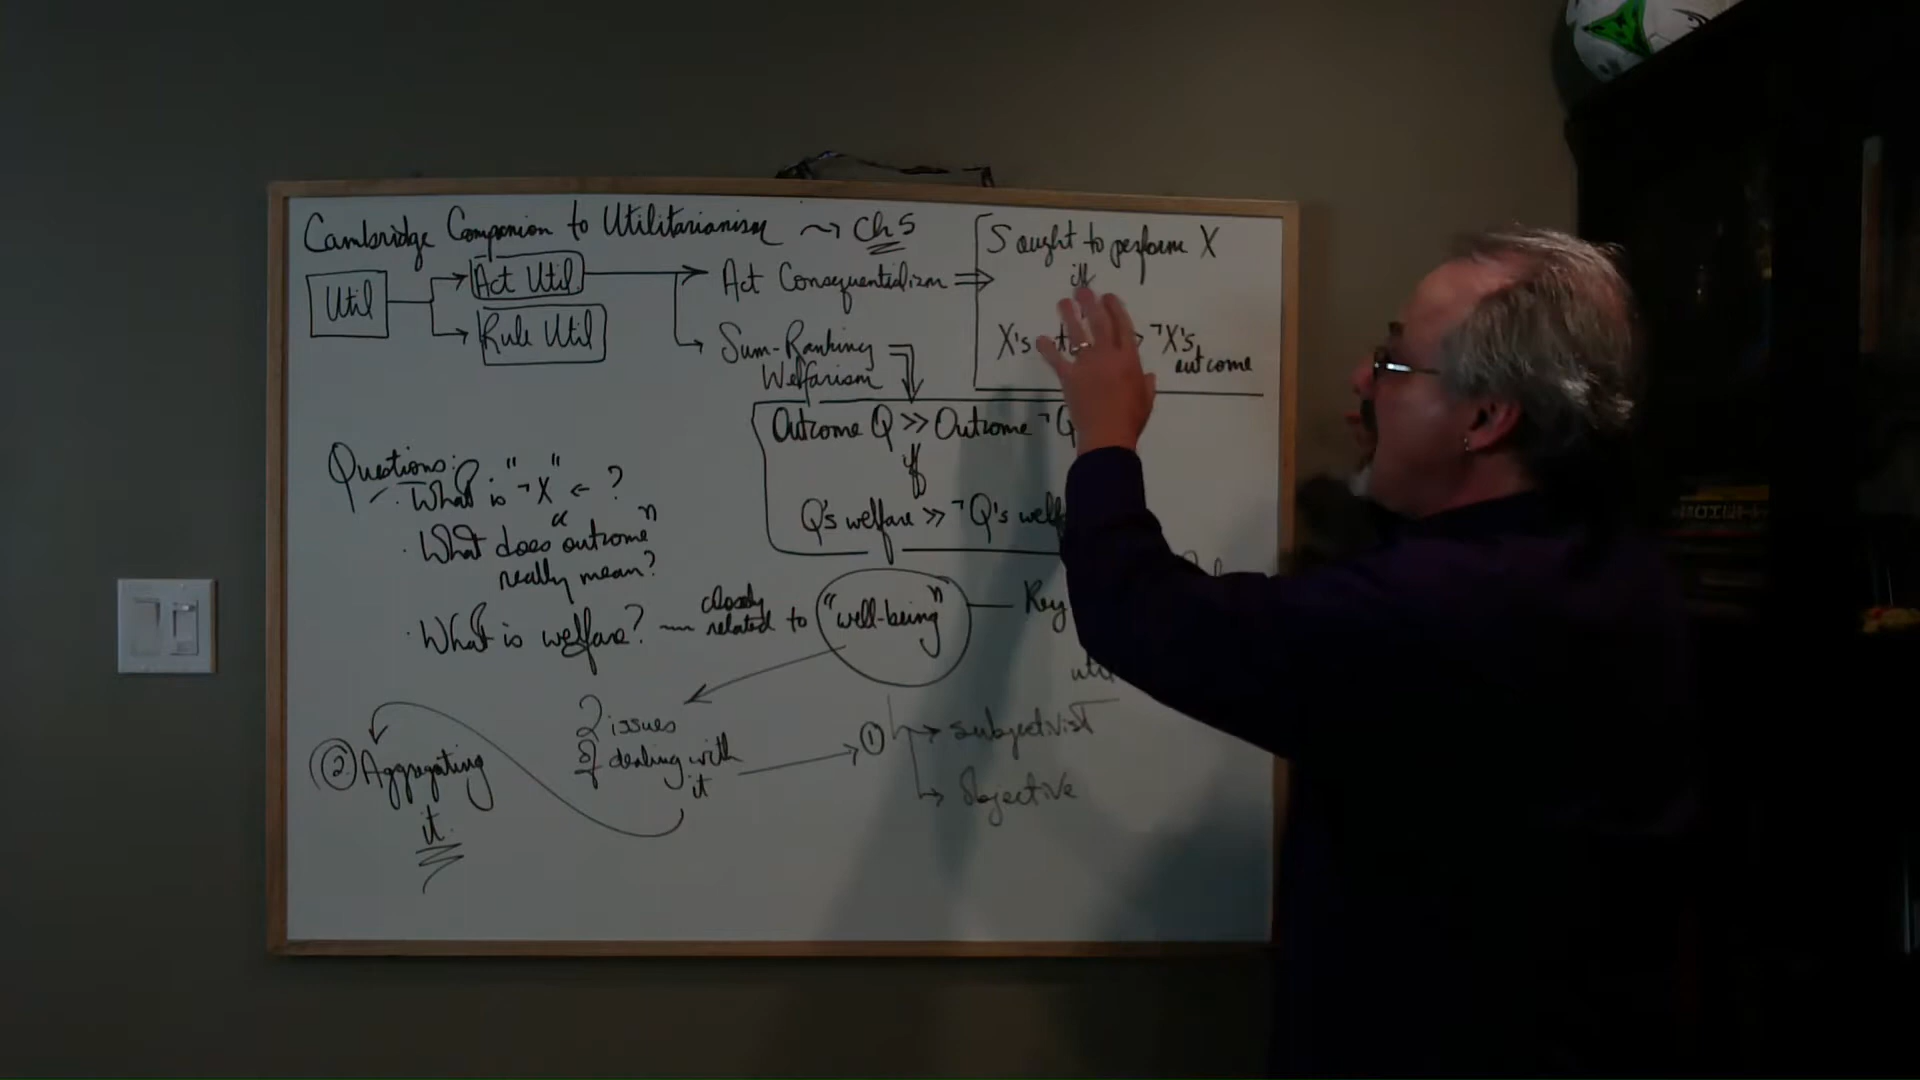 Cambridge Companion to Utilitarianism ⤳ Ch 5
Util
Act Util
Rule Util
Act Consequentialism ⇒
Sum-Ranking
Welfarism
S ought to perform X
iff
X's
¬X's
outcome
Outcome Q >> Outcome ¬Q
iff
Q's welfare >> ¬Q's
Questions:
· What is "¬X" ← ?
· What does "outcome"
really mean?
· What is welfare? — closely
related to "well-being" — Key
2 issues
of dealing with
it
① → subjectivist
→ Objective
② Aggregating
it.